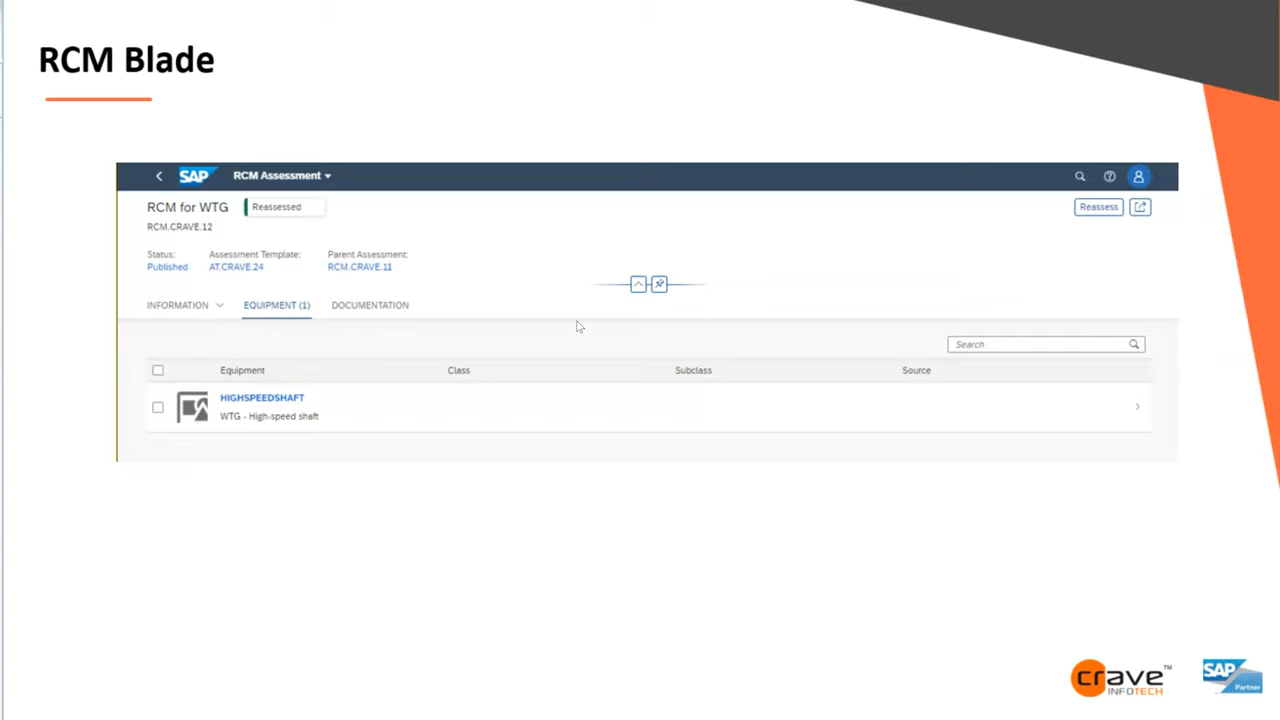 RCM Blade
SAP RCM Assessment
RCM for WTG Reassessed Reassess
RCM.CRAVE.12
Status: Assessment Template: Parent Assessment:
Published AT.CRAVE.24 RCM.CRAVE.11
INFORMATION EQUIPMENT (1) DOCUMENTATION
Search
Equipment Class Subclass Source
HIGHSPEEDSHAFT
WTG - High-speed shaft
crave™
INFOTECH
SAP
Partner